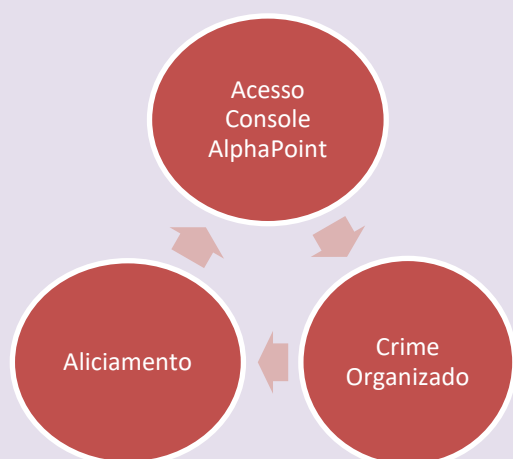 Acesso
Console
AlphaPoint
Aliciamento
Crime
Organizado